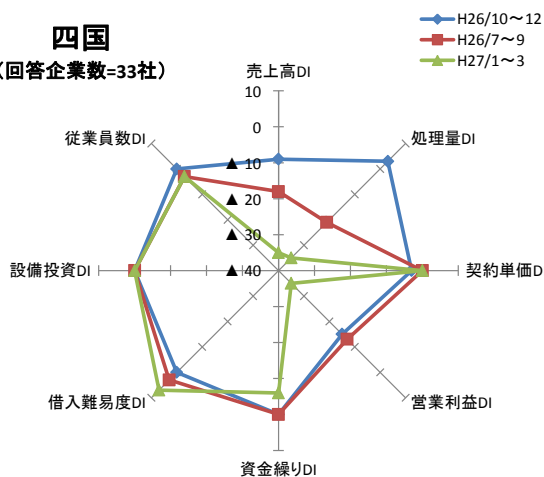 四国
（回答企業数=33社）
H26/10～12
H26/7～9
H27/1～3
売上高DI
処理量DI
契約単価D
営業利益DI
資金繰りDI
借入難易度DI
設備投資DI
従業員数DI
10
0
▲ 10
▲ 20
▲ 30
▲ 40